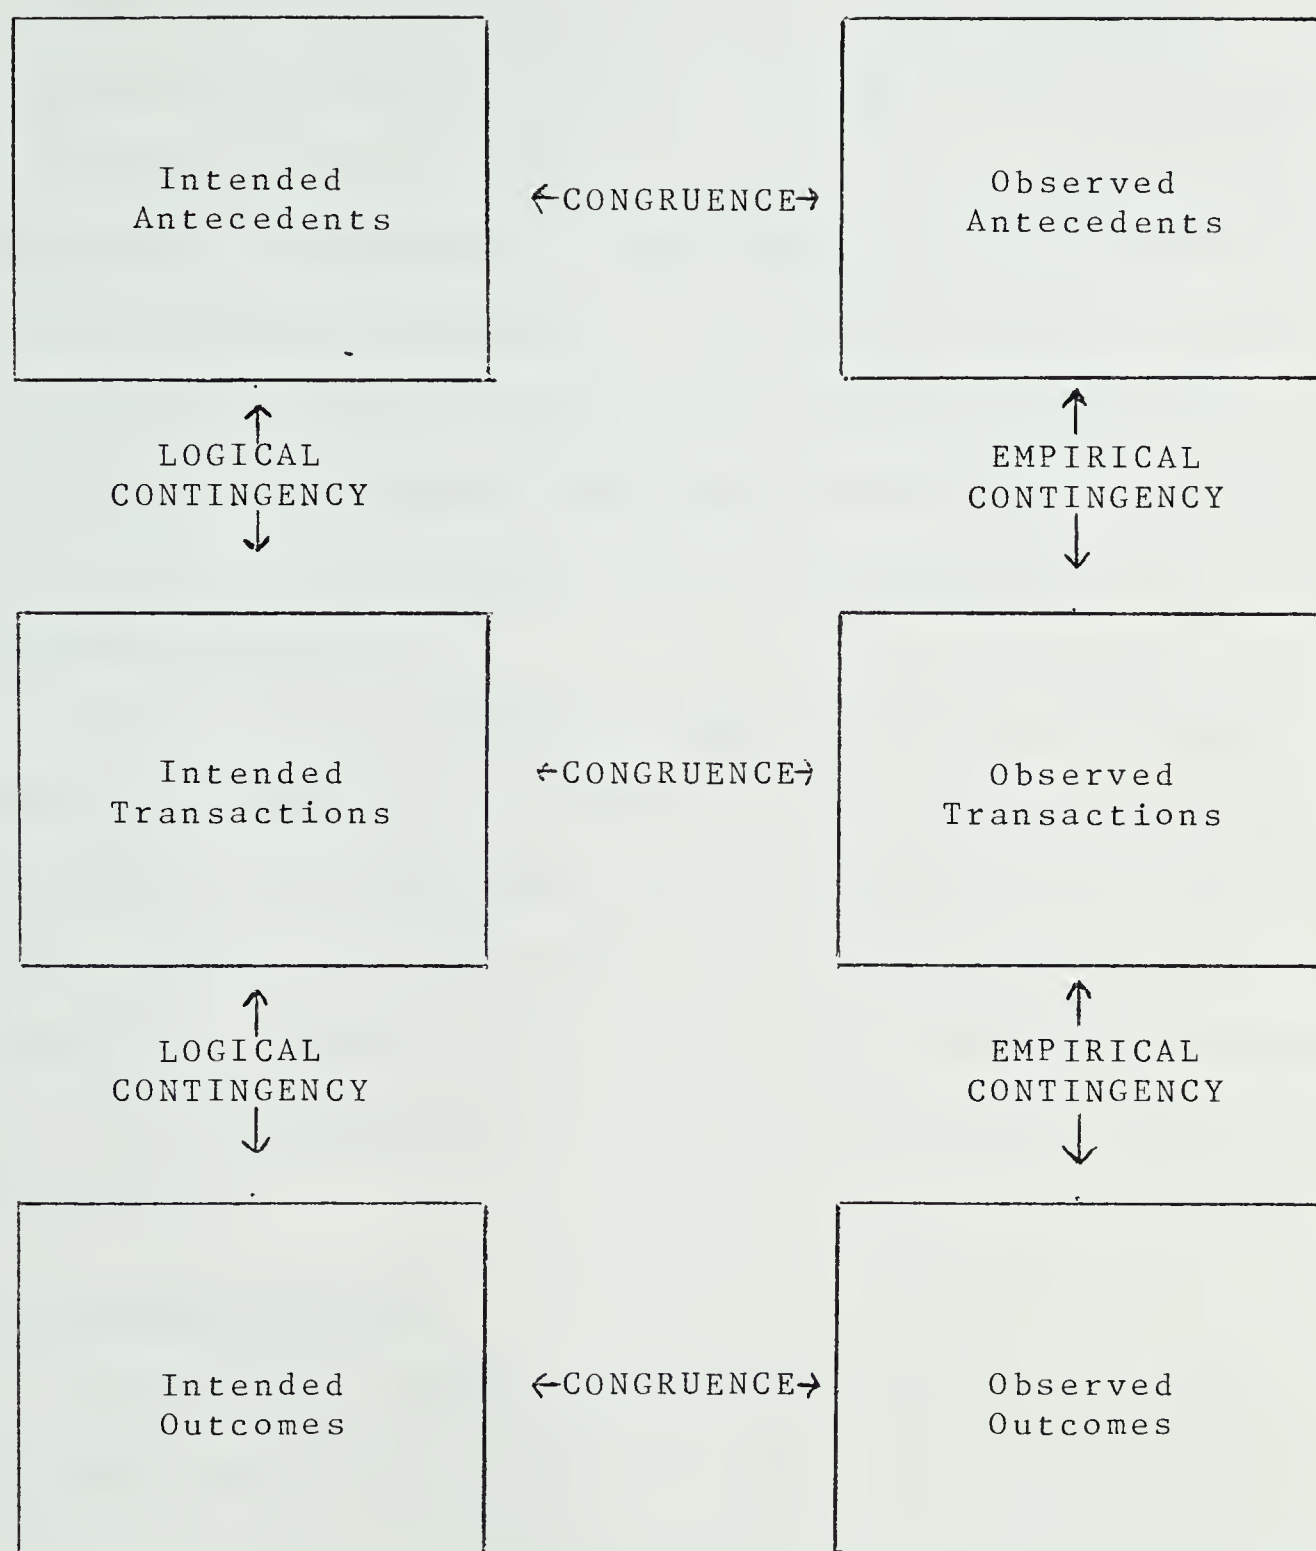 Intended
Antecedents
←CONGRUENCE→
Observed
Antecedents
LOGICAL
CONTINGENCY
EMPIRICAL
CONTINGENCY
Intended
Transactions
←CONGRUENCE→
Observed
Transactions
LOGICAL
CONTINGENCY
EMPIRICAL
CONTINGENCY
Intended
Outcomes
←CONGRUENCE→
Observed
Outcomes